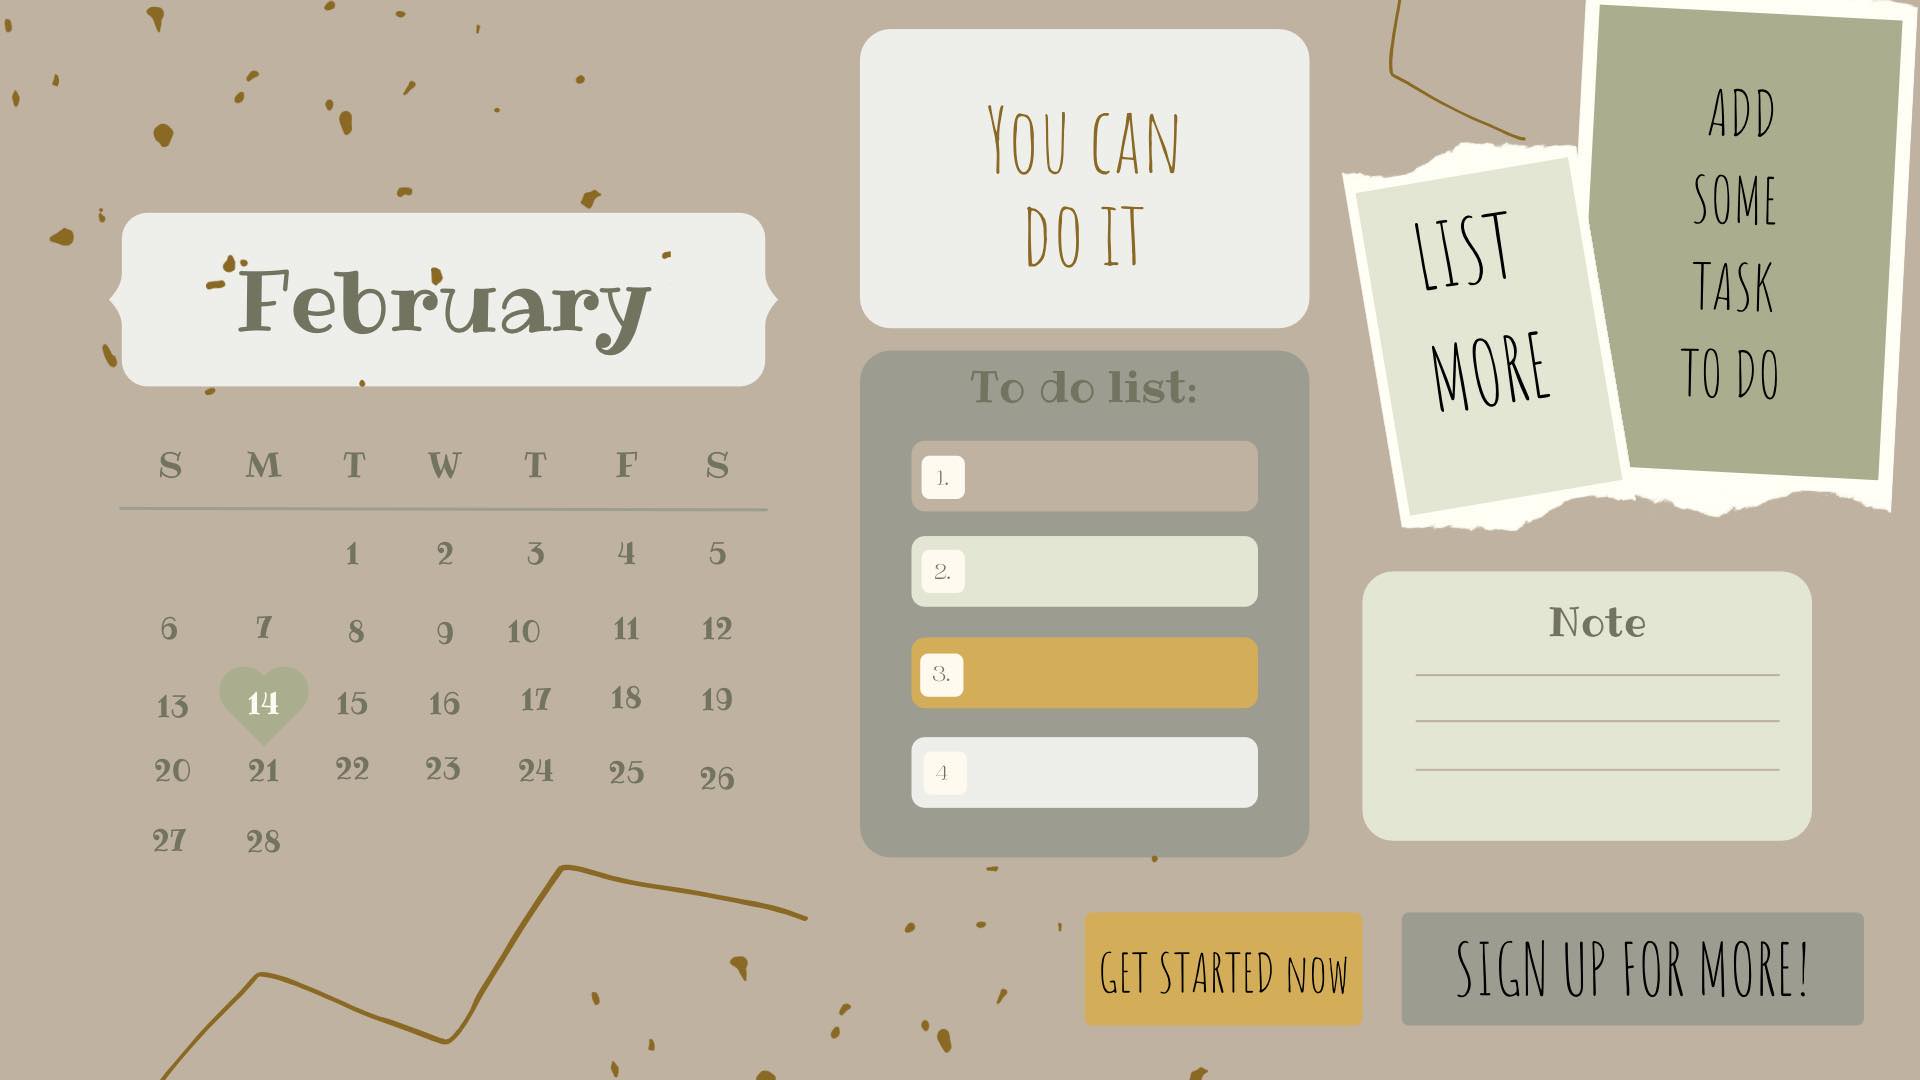 February
S M T W T F S
1 2 3 4 5
6 7 8 9 10 11 12
13 14 15 16 17 18 19
20 21 22 23 24 25 26
27 28
You can
do it
To do list:
1.
2.
3.
4
LIST
MORE
ADD
SOME
TASK
TO DO
Note
GET STARTED NOW
SIGN UP FOR MORE!